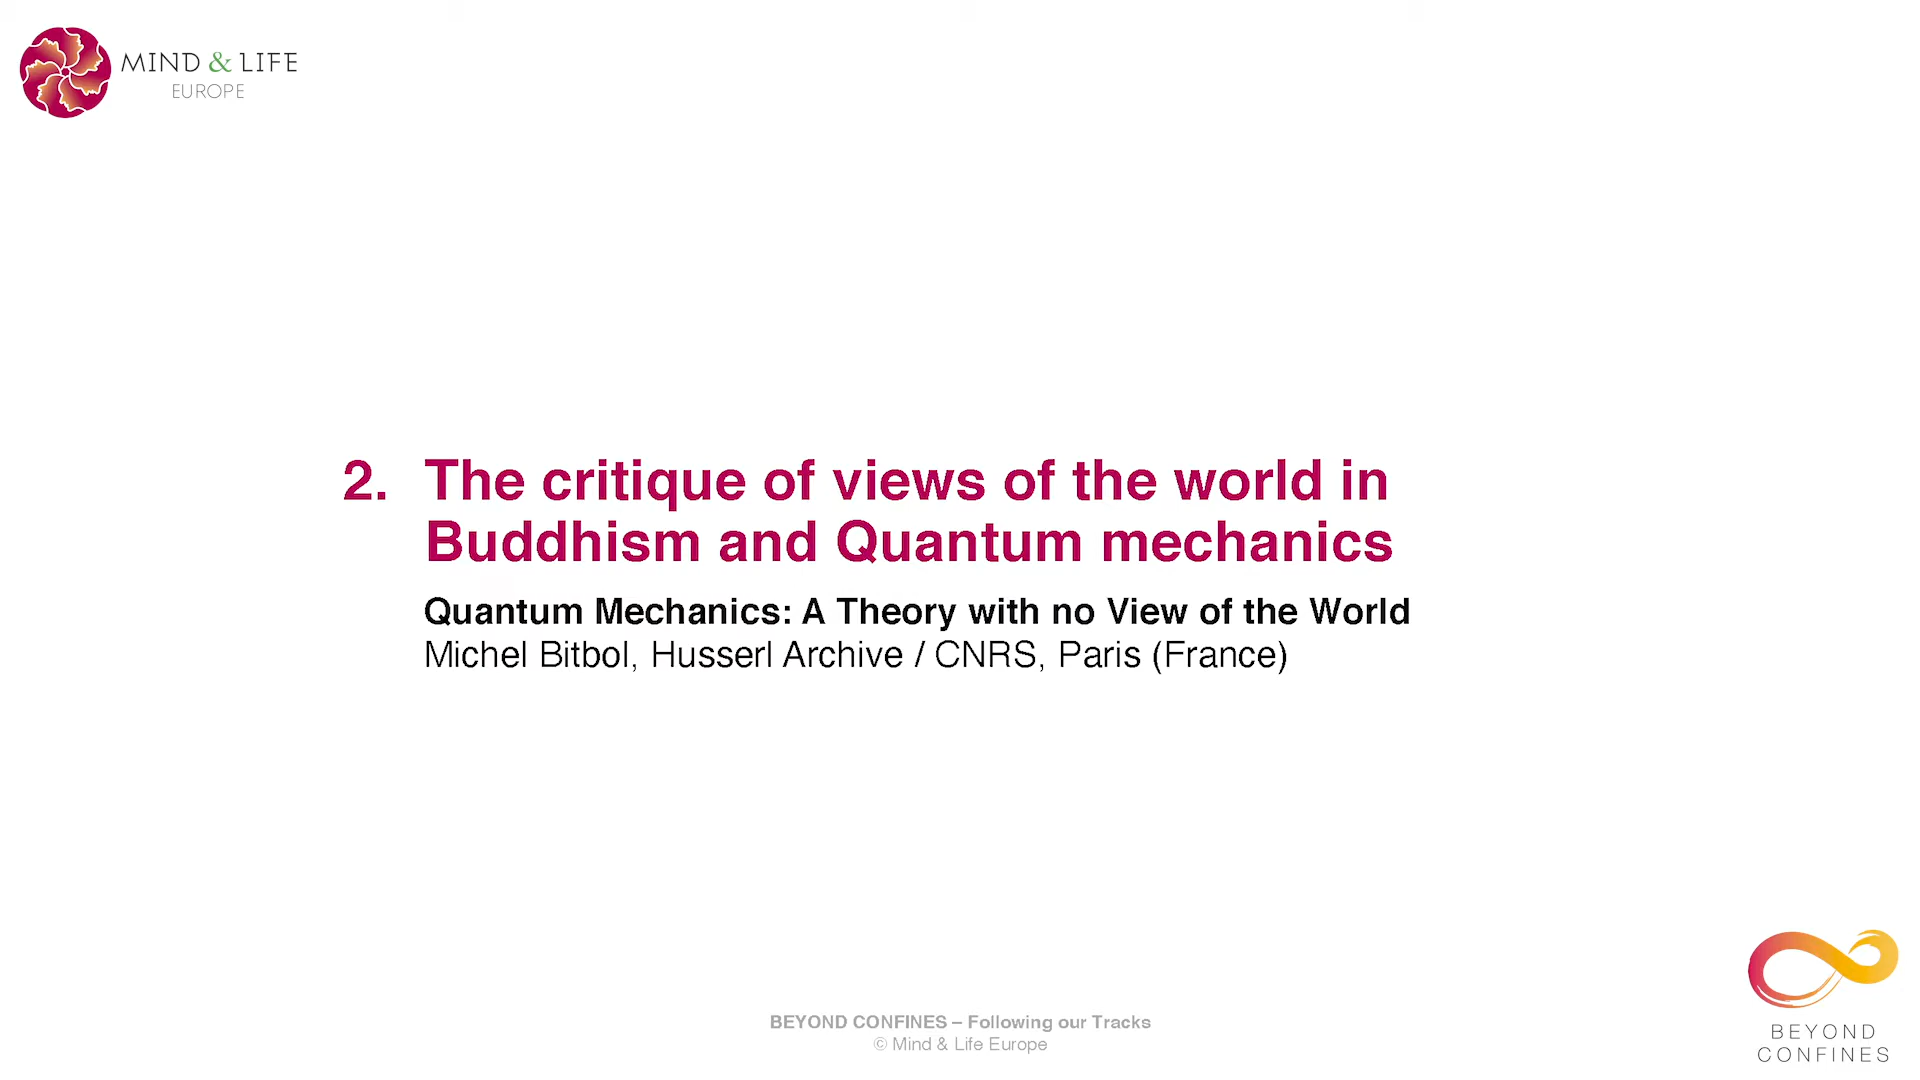 MIND & LIFE
EUROPE
2. The critique of views of the world in
Buddhism and Quantum mechanics
Quantum Mechanics: A Theory with no View of the World
Michel Bitbol, Husserl Archive / CNRS, Paris (France)
BEYOND CONFINES – Following our Tracks
© Mind & Life Europe
BEYOND
CONFINES